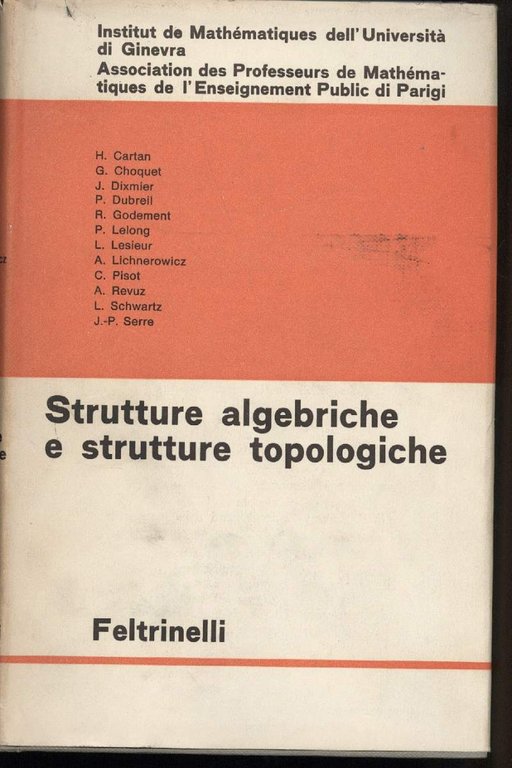 Institut de Mathématiques dell'Università
di Ginevra
Association des Professeurs de Mathéma-
tiques de l'Enseignement Public di Parigi
H. Cartan
G. Choquet
J. Dixmier
P. Dubreil
R. Godement
P. Lelong
L. Lesieur
A. Lichnerowicz
C. Pisot
A. Revuz
L. Schwartz
J.-P. Serre
Strutture algebriche
e strutture topologiche
Feltrinelli